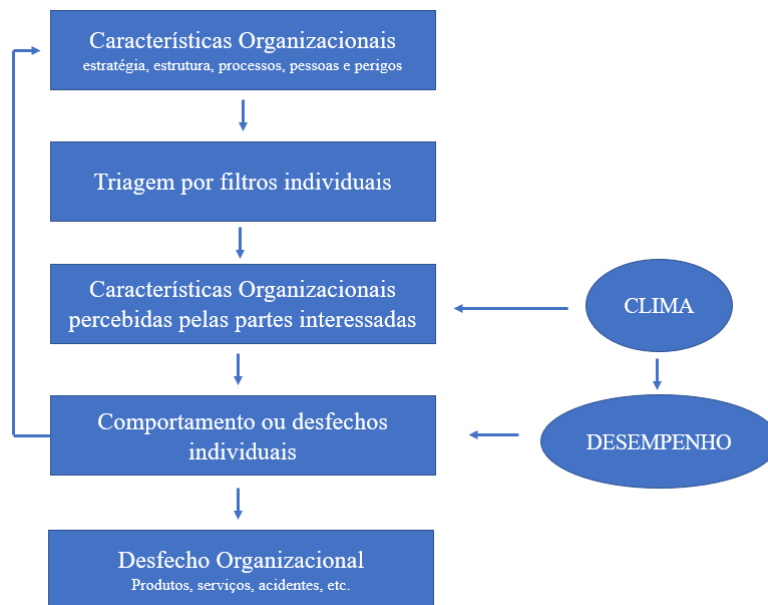 Características Organizacionais
estratégia, estrutura, processos, pessoas e perigos
Triagem por filtros individuais
Características Organizacionais
percebidas pelas partes interessadas
CLIMA
Comportamento ou desfechos
individuais
DESEMPENHO
Desfecho Organizacional
Produtos, serviços, acidentes, etc.